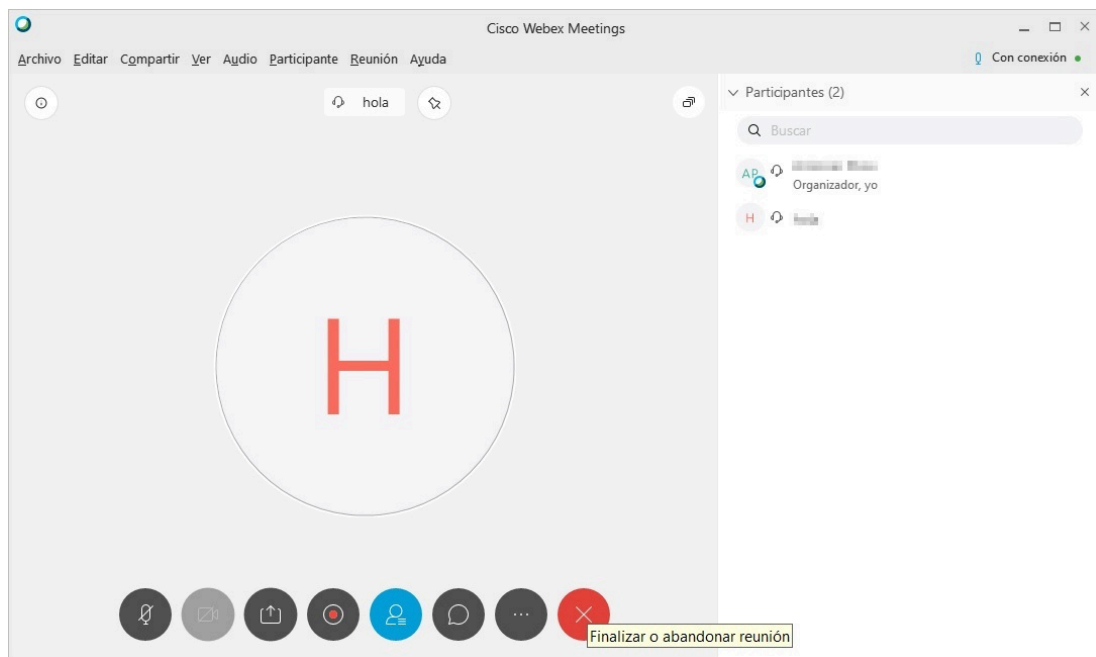 Cisco Webex Meetings
Archivo Editar Compartir Ver Audio Participante Reunión Ayuda
Con conexión
hola
Participantes (2)
Buscar
AP
Organizador, yo
H
H
Finalizar o abandonar reunión